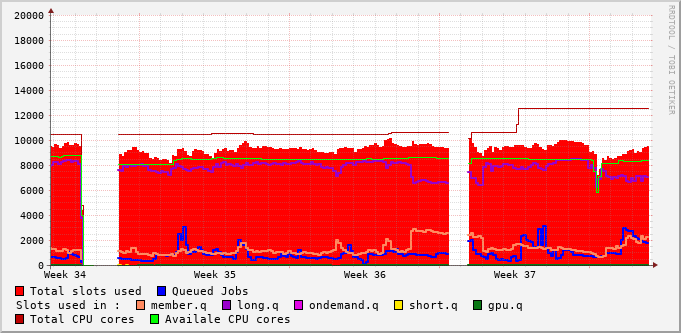 20000
18000
16000
14000
12000
10000
8000
6000
4000
2000
0
Week 34 Week 35 Week 36 Week 37
RRDTOOL / TOBI OETIKER
Total slots used Queued Jobs
Slots used in : member.q long.q ondemand.q short.q gpu.q
Total CPU cores Availale CPU cores